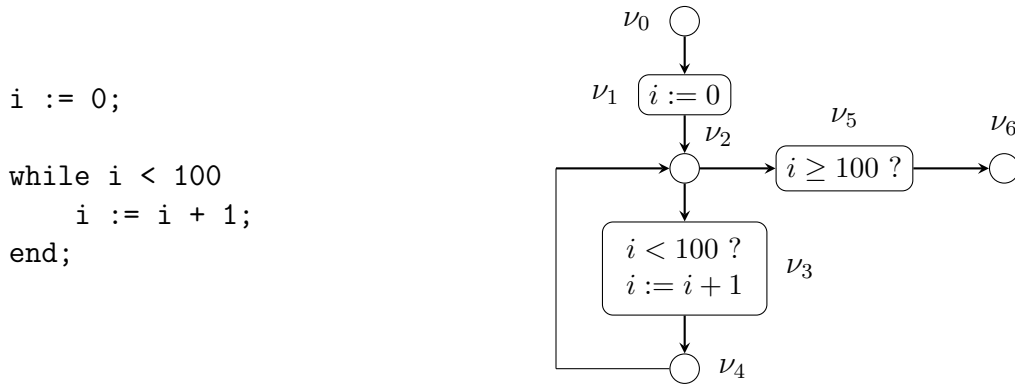 i := 0;
while i < 100
    i := i + 1;
end;
ν₀
ν₁ i := 0
ν₂
ν₅
ν₆
i ≥ 100 ?
i < 100 ?
i := i + 1
ν₃
ν₄